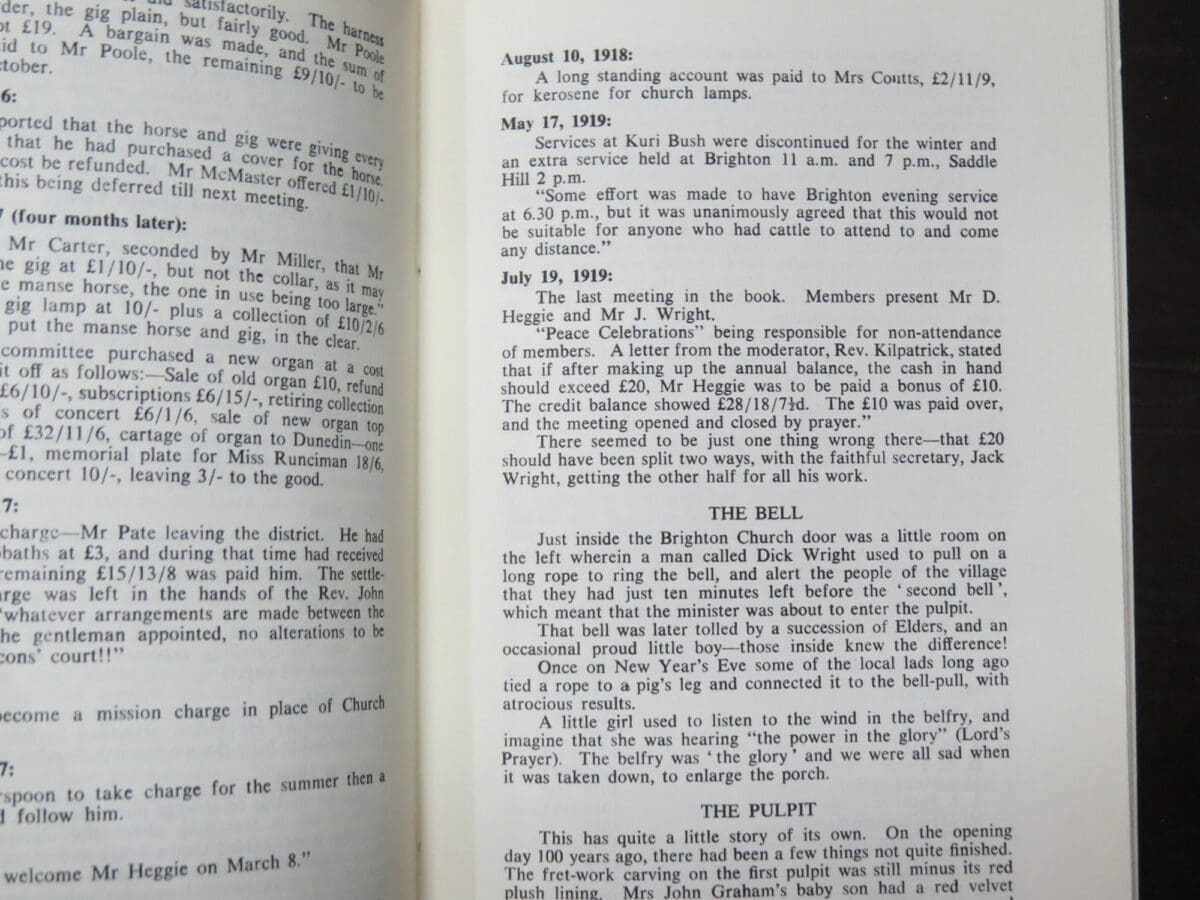 satisfactorily. The harness
der, the gig plain, but fairly good. Mr Poole
ot £19. A bargain was made, and the sum of
id to Mr Poole, the remaining £9/10/- to be
ctober.
6:
ported that the horse and gig were giving every
that he had purchased a cover for the horse.
cost be refunded. Mr McMaster offered £1/10/-
this being deferred till next meeting.
7 (four months later):
Mr Carter, seconded by Mr Miller, that Mr
he gig at £1/10/-, but not the collar, as it may
e manse horse, the one in use being too large."
gig lamp at 10/- plus a collection of £10/2/6
put the manse horse and gig, in the clear.
committee purchased a new organ at a cost
it off as follows:—Sale of old organ £10, refund
£6/10/-, subscriptions £6/15/-, retiring collection
s of concert £6/1/6, sale of new organ top
of £32/11/6, cartage of organ to Dunedin—one
—£1, memorial plate for Miss Runciman 18/6,
concert 10/-, leaving 3/- to the good.
7:
charge—Mr Pate leaving the district. He had
bbaths at £3, and during that time had received
remaining £15/13/8 was paid him. The settle-
arge was left in the hands of the Rev. John
"whatever arrangements are made between the
he gentleman appointed, no alterations to be
cons' court!!"
become a mission charge in place of Church
7:
rspoon to take charge for the summer then a
d follow him.
welcome Mr Heggie on March 8."
August 10, 1918:
A long standing account was paid to Mrs Coutts, £2/11/9,
for kerosene for church lamps.
May 17, 1919:
Services at Kuri Bush were discontinued for the winter and
an extra service held at Brighton 11 a.m. and 7 p.m., Saddle
Hill 2 p.m.
"Some effort was made to have Brighton evening service
at 6.30 p.m., but it was unanimously agreed that this would not
be suitable for anyone who had cattle to attend to and come
any distance."
July 19, 1919:
The last meeting in the book. Members present Mr D.
Heggie and Mr J. Wright.
"Peace Celebrations" being responsible for non-attendance
of members. A letter from the moderator, Rev. Kilpatrick, stated
that if after making up the annual balance, the cash in hand
should exceed £20, Mr Heggie was to be paid a bonus of £10.
The credit balance showed £28/18/7½d. The £10 was paid over,
and the meeting opened and closed by prayer."
There seemed to be just one thing wrong there—that £20
should have been split two ways, with the faithful secretary, Jack
Wright, getting the other half for all his work.
THE BELL
Just inside the Brighton Church door was a little room on
the left wherein a man called Dick Wright used to pull on a
long rope to ring the bell, and alert the people of the village
that they had just ten minutes left before the 'second bell',
which meant that the minister was about to enter the pulpit.
That bell was later tolled by a succession of Elders, and an
occasional proud little boy—those inside knew the difference!
Once on New Year's Eve some of the local lads long ago
tied a rope to a pig's leg and connected it to the bell-pull, with
atrocious results.
A little girl used to listen to the wind in the belfry, and
imagine that she was hearing "the power in the glory" (Lord's
Prayer). The belfry was 'the glory' and we were all sad when
it was taken down, to enlarge the porch.
THE PULPIT
This has quite a little story of its own. On the opening
day 100 years ago, there had been a few things not quite finished.
The fret-work carving on the first pulpit was still minus its red
plush lining. Mrs John Graham's baby son had a red velvet